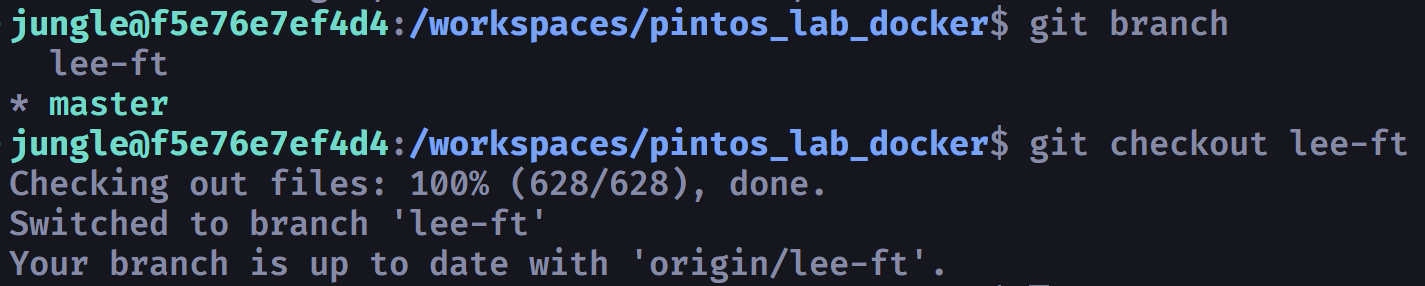 jungle@f5e76e7ef4d4:/workspaces/pintos_lab_docker$ git branch
  lee-ft
* master
jungle@f5e76e7ef4d4:/workspaces/pintos_lab_docker$ git checkout lee-ft
Checking out files: 100% (628/628), done.
Switched to branch 'lee-ft'
Your branch is up to date with 'origin/lee-ft'.